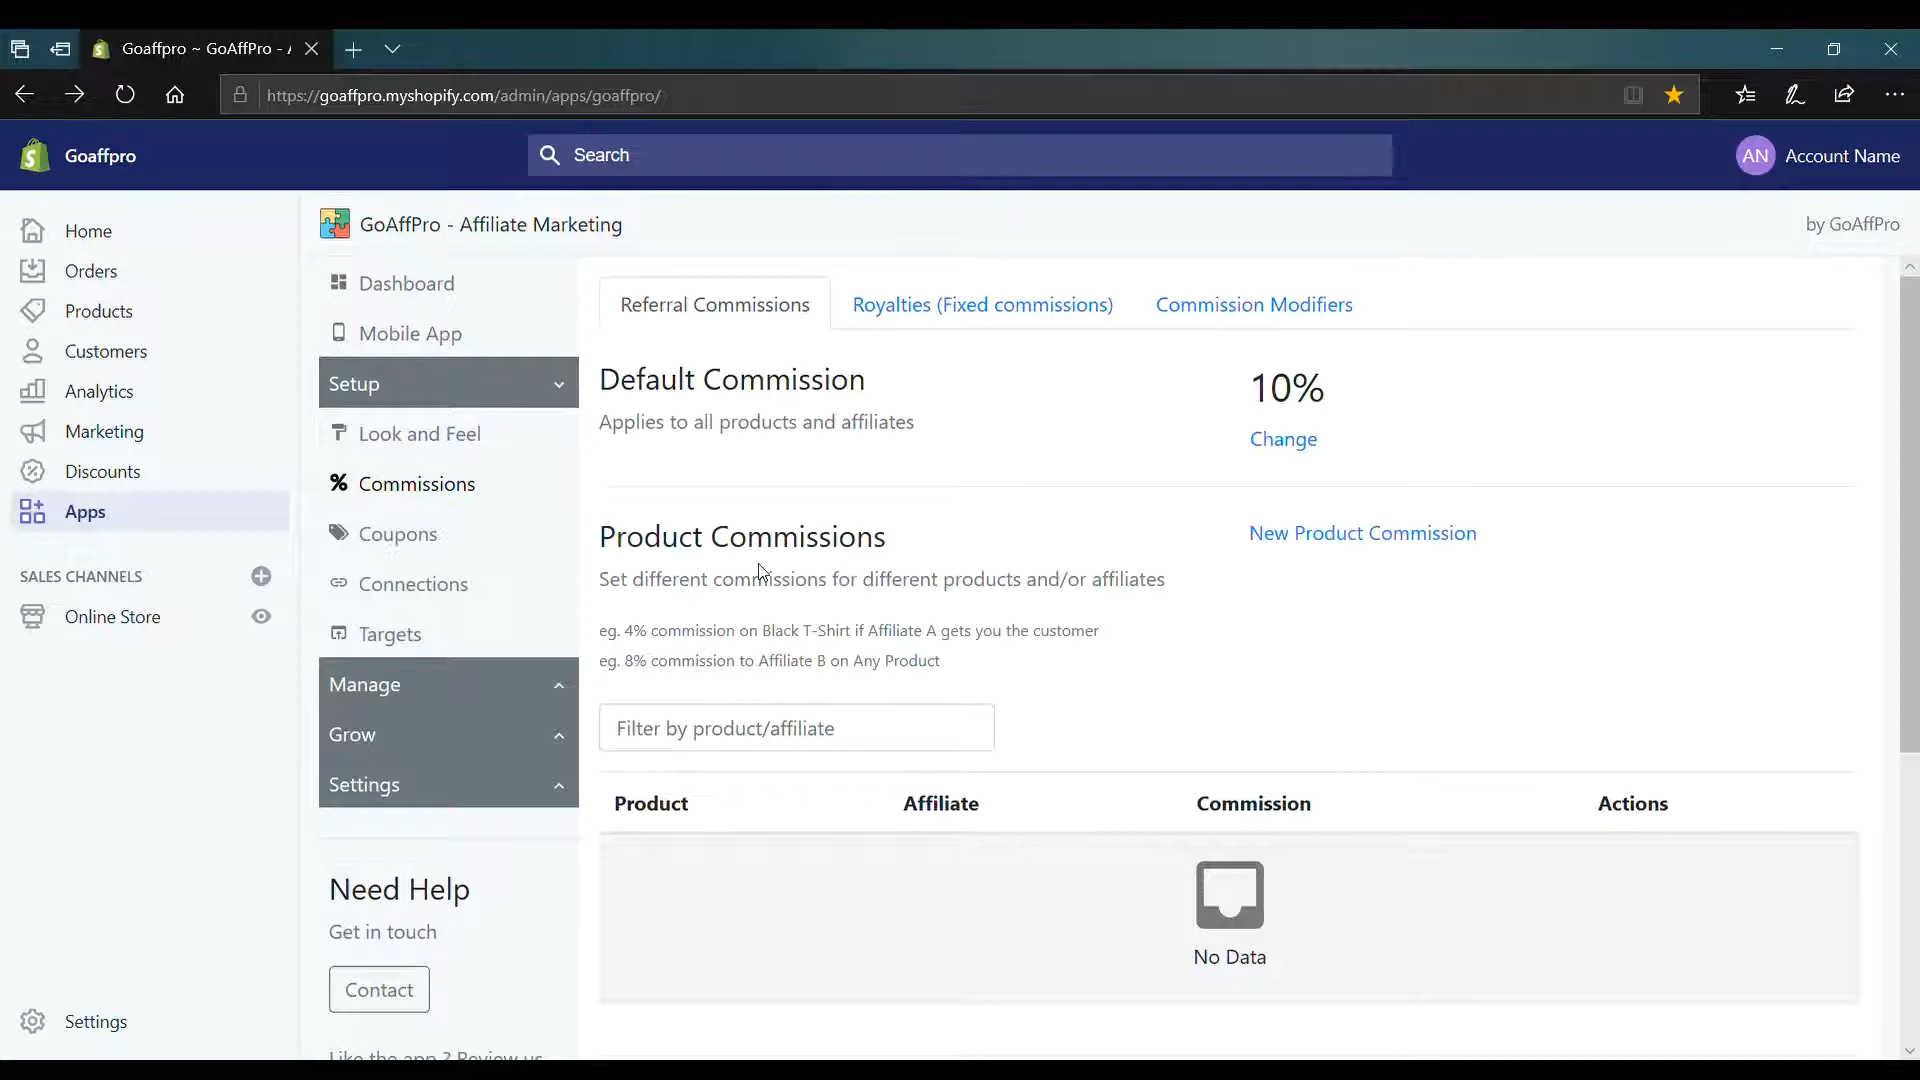 Goaffpro ~ GoAffPro - A
https://goaffpro.myshopify.com/admin/apps/goaffpro/
Goaffpro
Search
AN
Account Name
Home
Orders
Products
Customers
Analytics
Marketing
Discounts
Apps
SALES CHANNELS
Online Store
Settings
GoAffPro - Affiliate Marketing
by GoAffPro
Dashboard
Mobile App
Setup
Look and Feel
% Commissions
Coupons
Connections
Targets
Manage
Grow
Settings
Need Help
Get in touch
Contact
Like the app ? Review us
Referral Commissions
Royalties (Fixed commissions)
Commission Modifiers
Default Commission
Applies to all products and affiliates
10%
Change
Product Commissions
New Product Commission
Set different commissions for different products and/or affiliates
eg. 4% commission on Black T-Shirt if Affiliate A gets you the customer
eg. 8% commission to Affiliate B on Any Product
Filter by product/affiliate
Product Affiliate Commission Actions
No Data